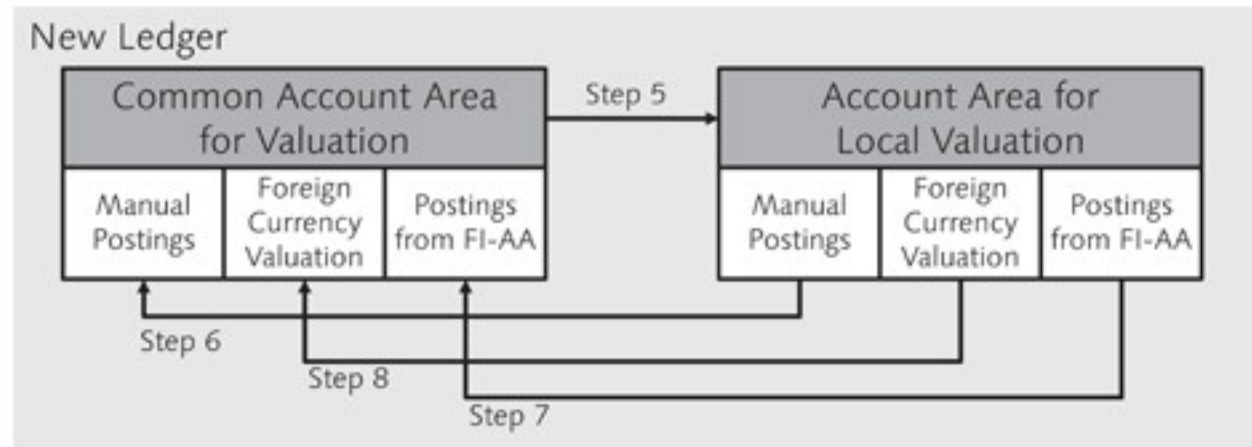 New Ledger
Common Account Area
for Valuation
Step 5
Account Area for
Local Valuation
Manual
Postings
Foreign
Currency
Valuation
Postings
from FI-AA
Manual
Postings
Foreign
Currency
Valuation
Postings
from FI-AA
Step 6
Step 8
Step 7